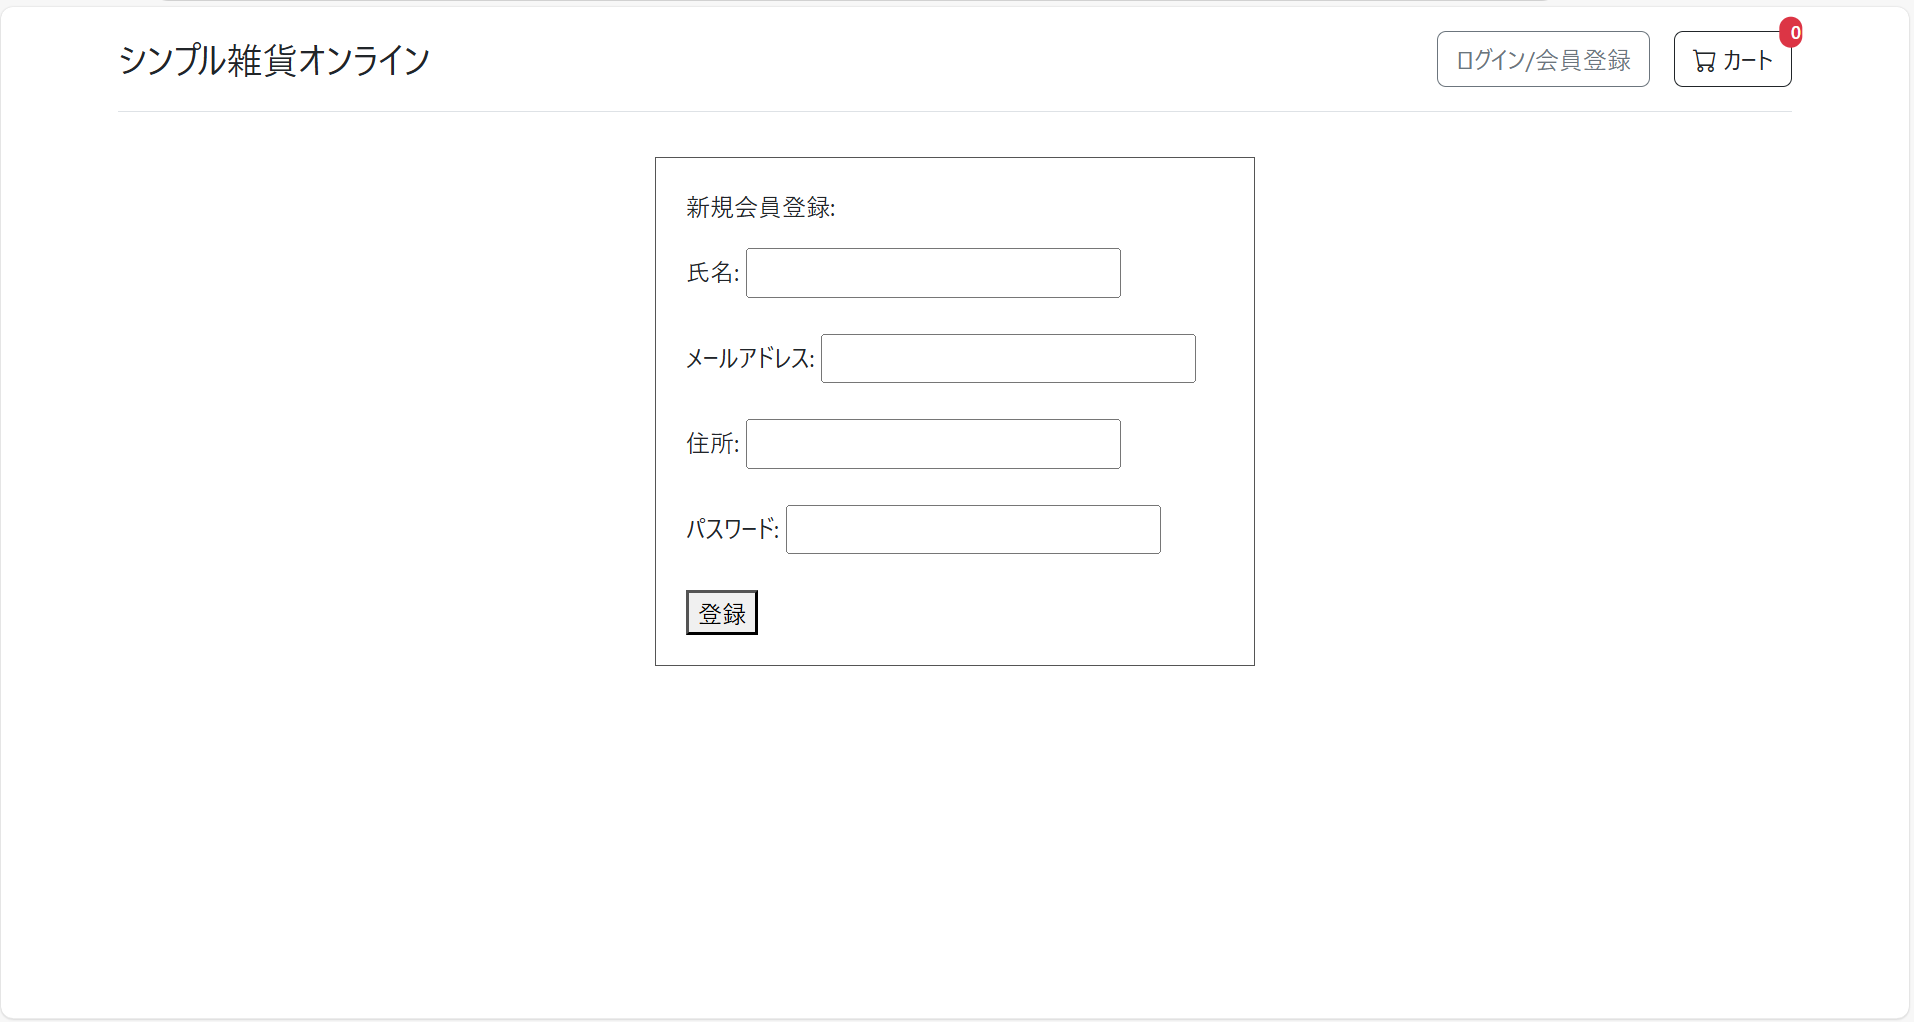 シンプル雑貨オンライン
ログイン/会員登録
カート
0
新規会員登録:
氏名:
メールアドレス:
住所:
パスワード:
登録